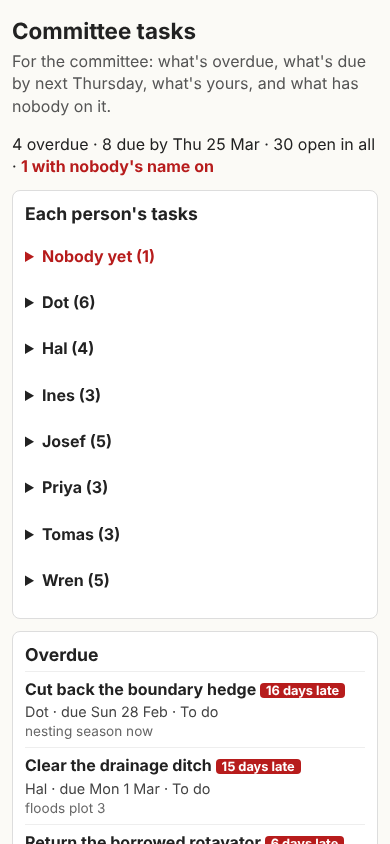 Committee tasks
For the committee: what's overdue, what's due
by next Thursday, what's yours, and what has
nobody on it.
4 overdue · 8 due by Thu 25 Mar · 30 open in all
· 1 with nobody's name on
Each person's tasks
Nobody yet (1)
Dot (6)
Hal (4)
Ines (3)
Josef (5)
Priya (3)
Tomas (3)
Wren (5)
Overdue
Cut back the boundary hedge 16 days late
Dot · due Sun 28 Feb · To do
nesting season now
Clear the drainage ditch 15 days late
Hal · due Mon 1 Mar · To do
floods plot 3
Return the borrowed rotavator 6 days late